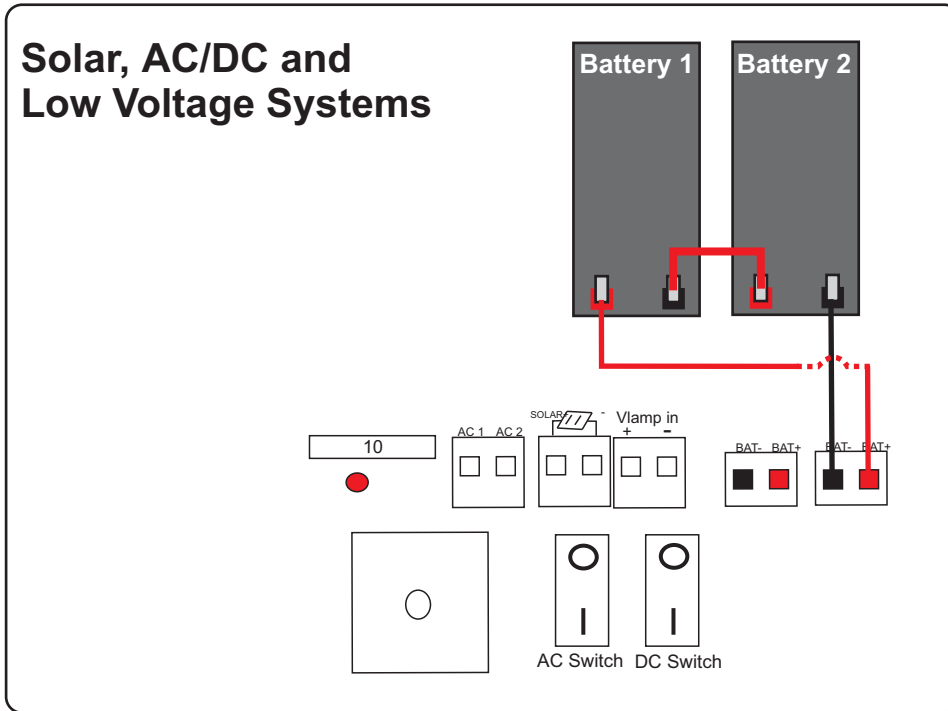 Solar, AC/DC and
Low Voltage Systems
Battery 1
Battery 2
SOLAR+ -
Vlamp in
+ -
AC 1 AC 2
10
BAT- BAT+
BAT- BAT+
AC Switch
DC Switch